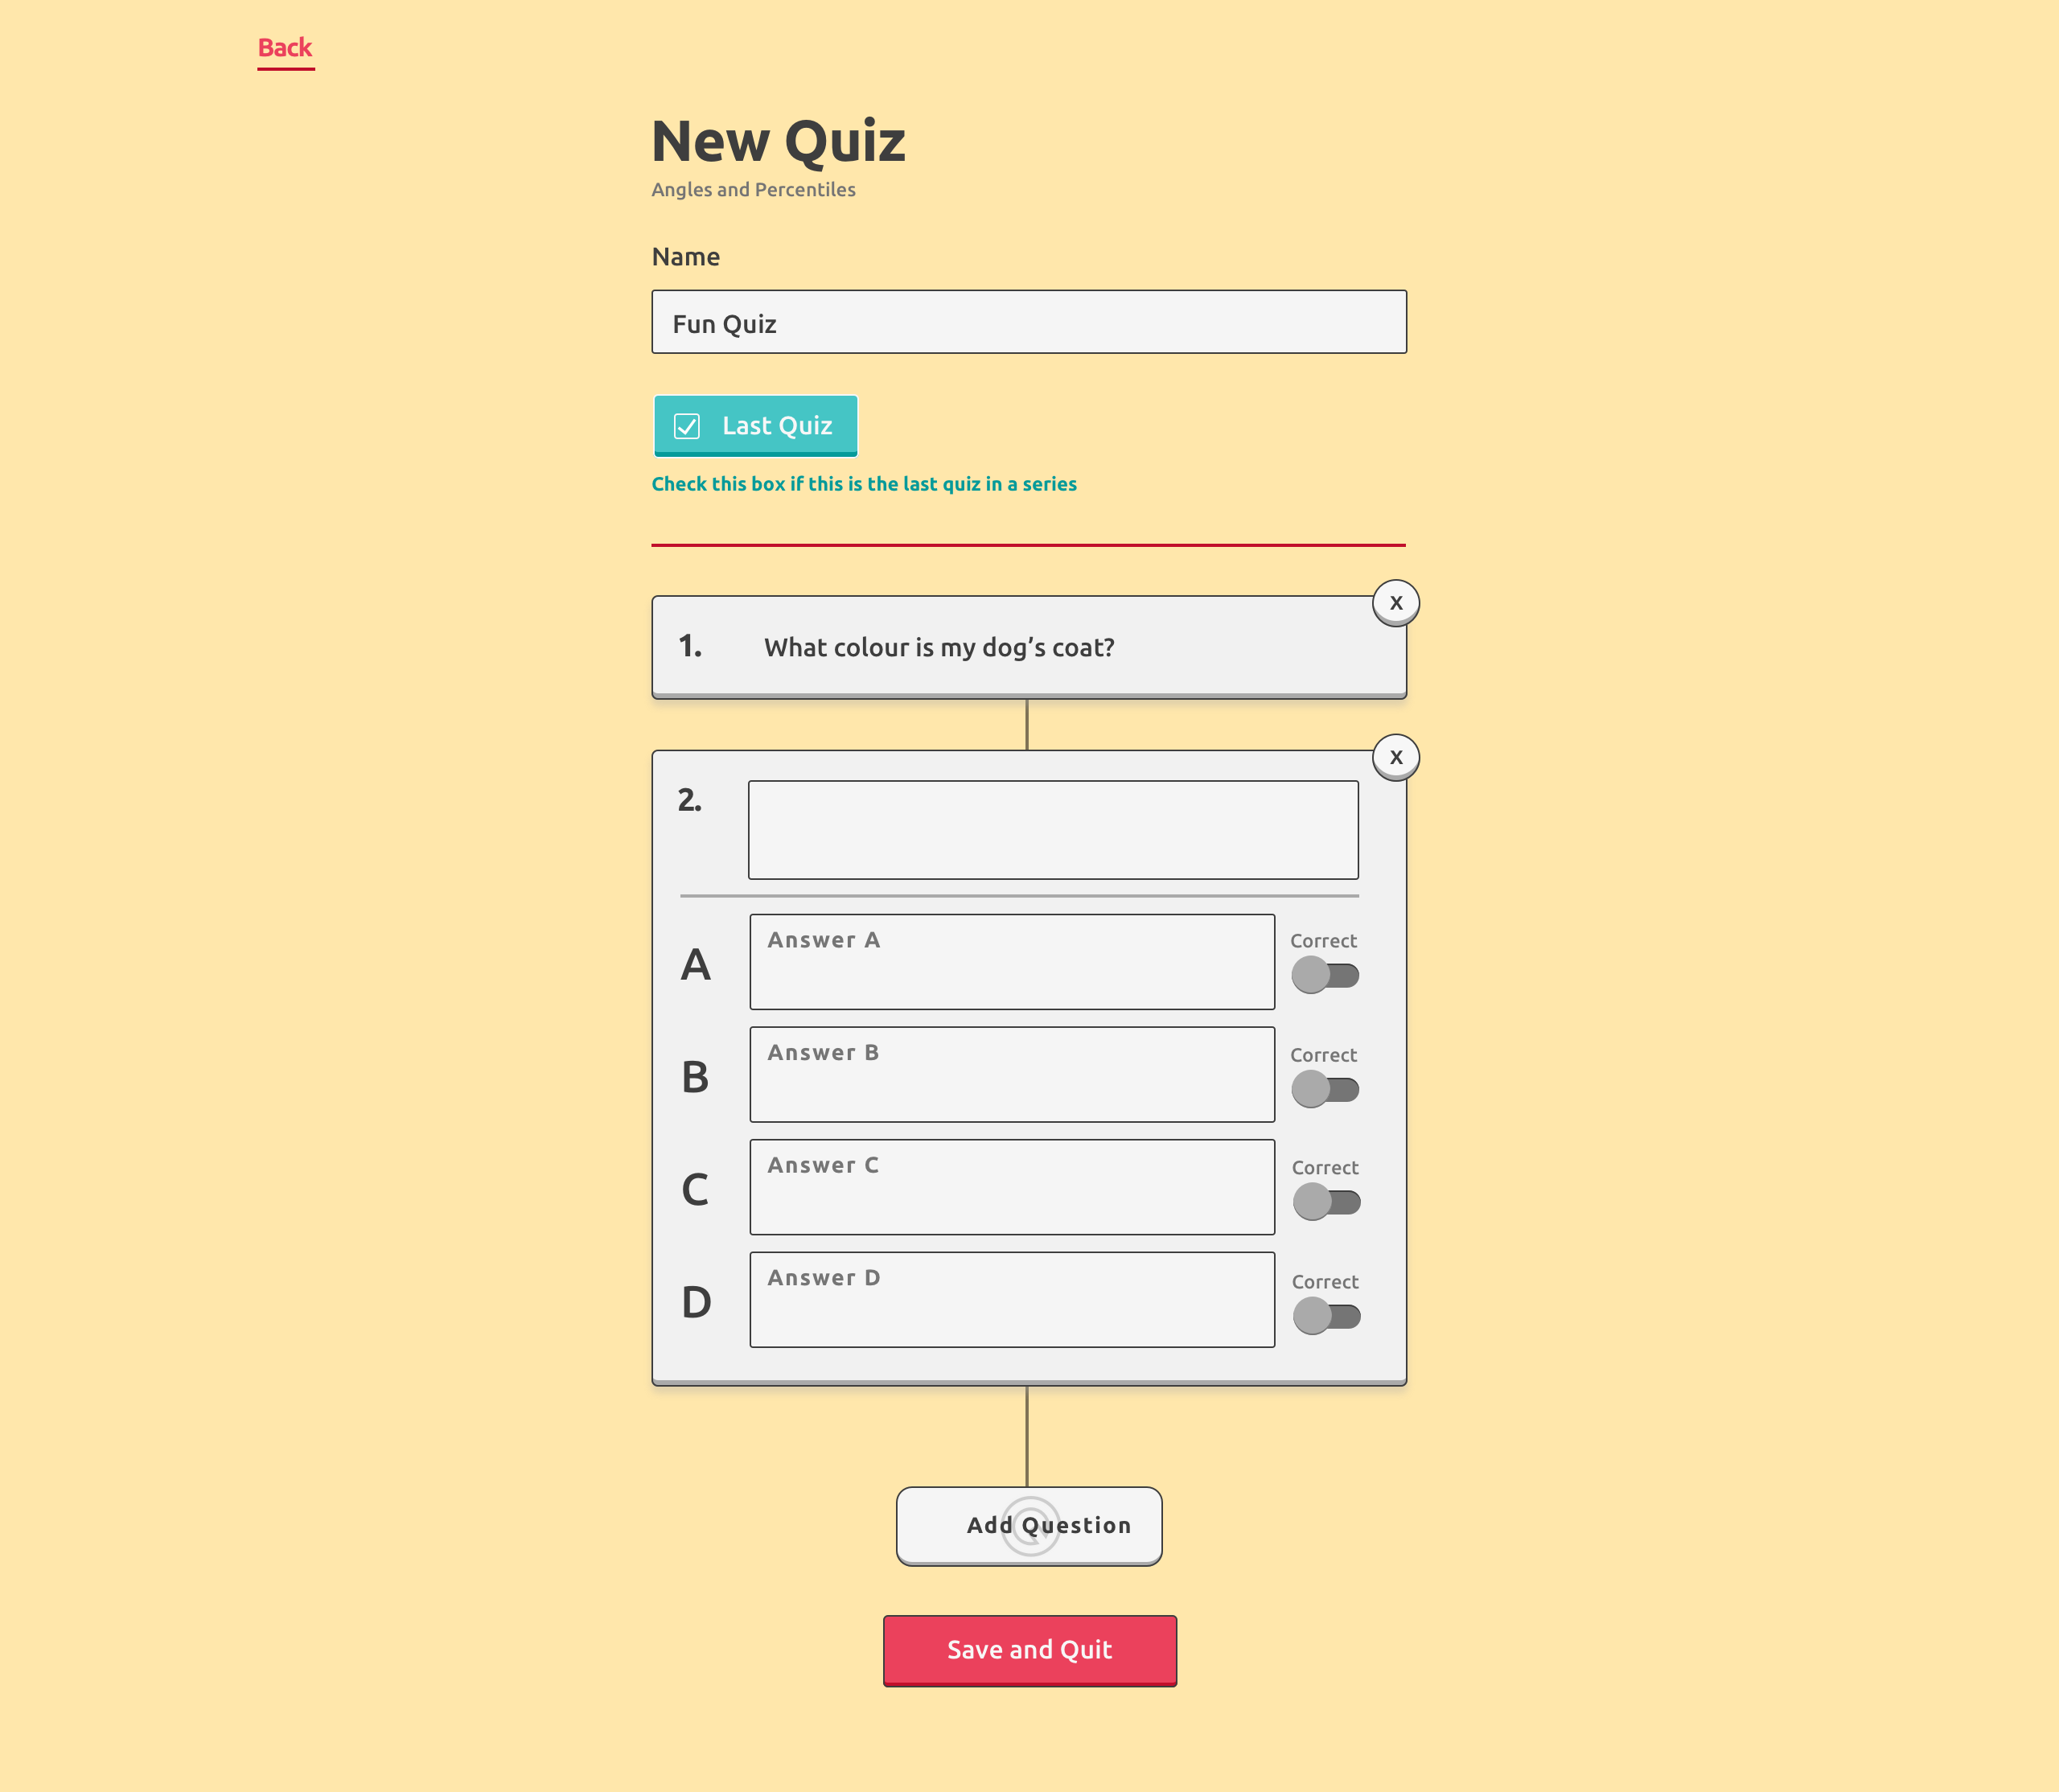 Back
New Quiz
Angles and Percentiles
Name
Fun Quiz
Last Quiz
Check this box if this is the last quiz in a series
X
1. What colour is my dog’s coat?
X
2.
A Answer A Correct
B Answer B Correct
C Answer C Correct
D Answer D Correct
Add Question
Save and Quit